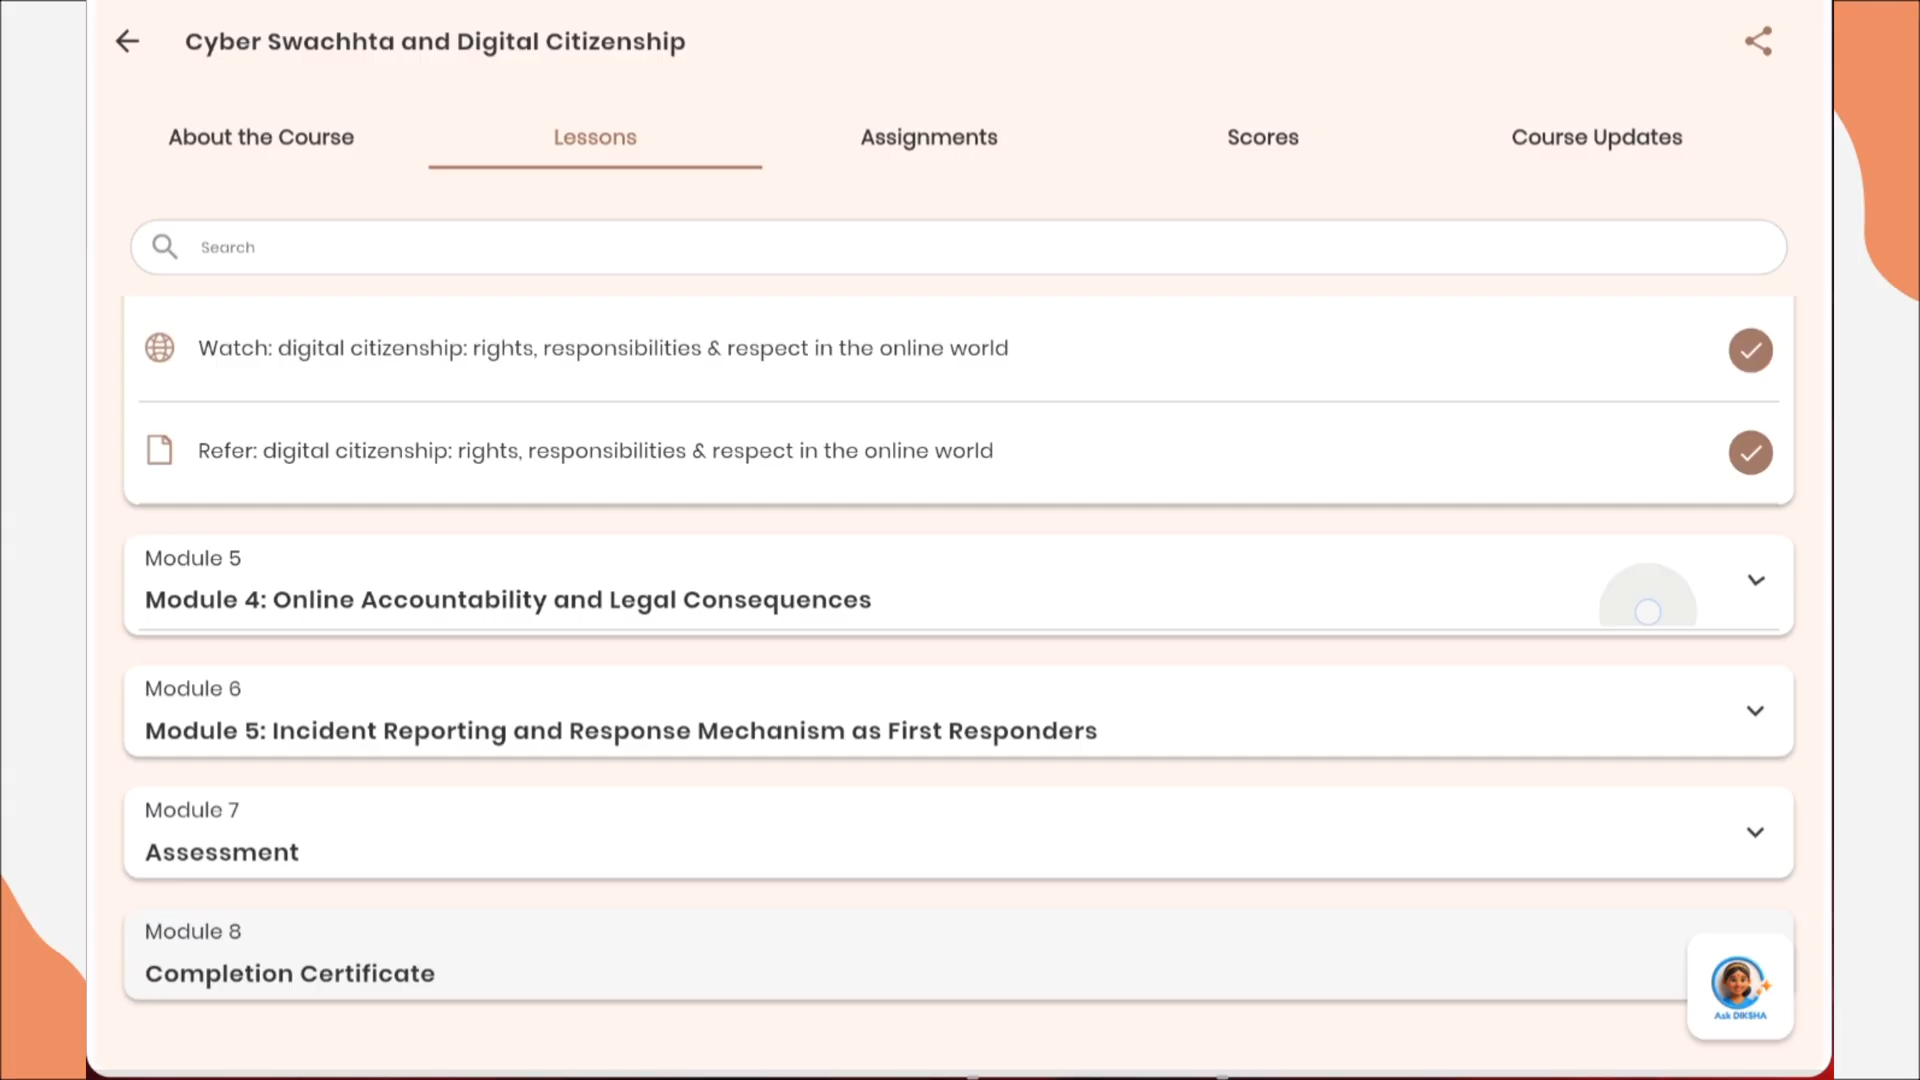 Cyber Swachhta and Digital Citizenship
About the Course
Lessons
Assignments
Scores
Course Updates
Search
Watch: digital citizenship: rights, responsibilities & respect in the online world
Refer: digital citizenship: rights, responsibilities & respect in the online world
Module 5
Module 4: Online Accountability and Legal Consequences
Module 6
Module 5: Incident Reporting and Response Mechanism as First Responders
Module 7
Assessment
Module 8
Completion Certificate
Ask DIKSHA